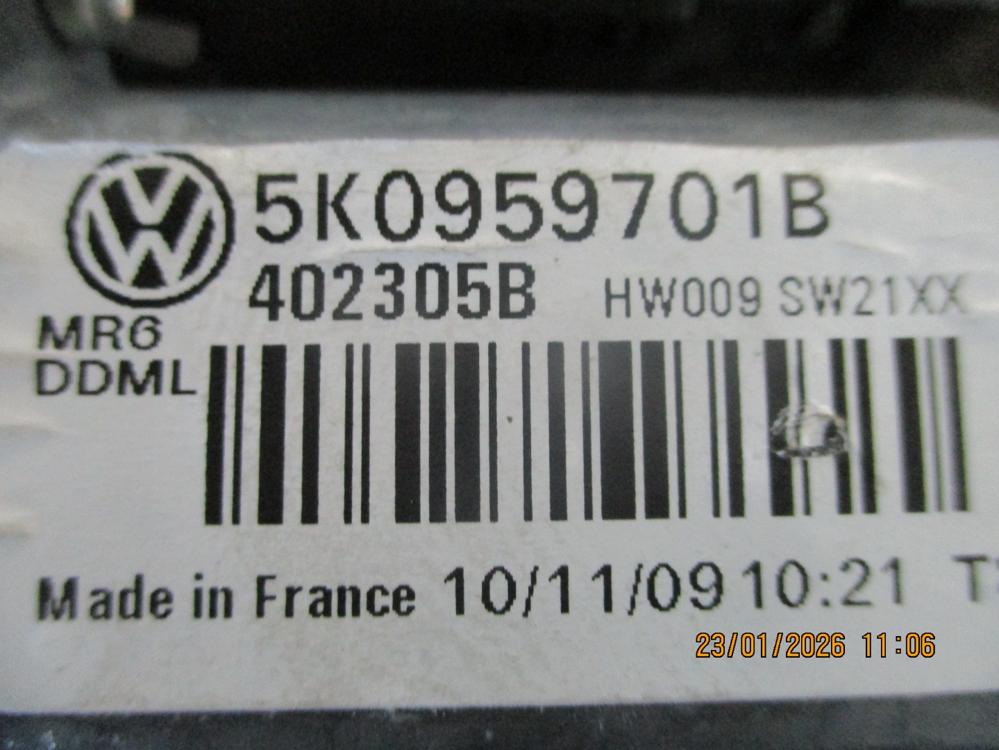 5K0959701B
402305B HW009 SW21XX
MR6
DDML
Made in France 10/11/09 10:21
23/01/2026 11:06